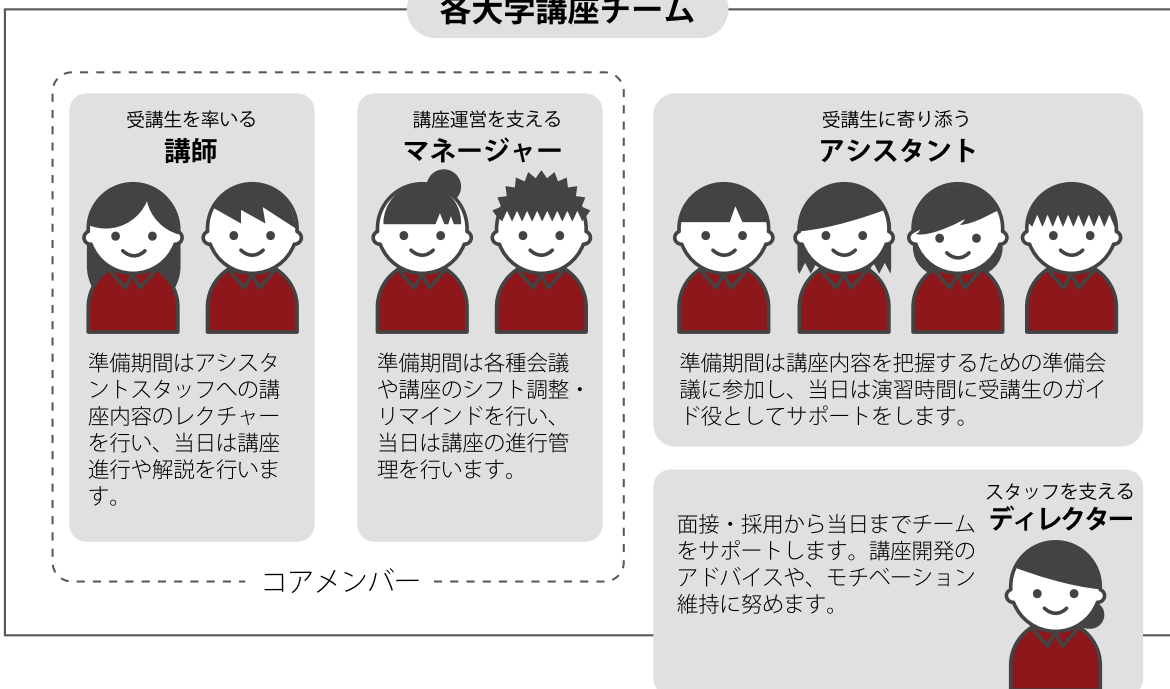 各大学講座チーム
受講生を率いる
講師
準備期間はアシスタ
ントスタッフへの講
座内容のレクチャー
を行い、当日は講座
進行や解説を行いま
す。
講座運営を支える
マネージャー
準備期間は各種会議
や講座のシフト調整・
リマインドを行い、
当日は講座の進行管
理を行います。
コアメンバー
受講生に寄り添う
アシスタント
準備期間は講座内容を把握するための準備会
議に参加し、当日は演習時間に受講生のガイ
ド役としてサポートをします。
スタッフを支える
ディレクター
面接・採用から当日までチーム
をサポートします。講座開発の
アドバイスや、モチベーション
維持に努めます。